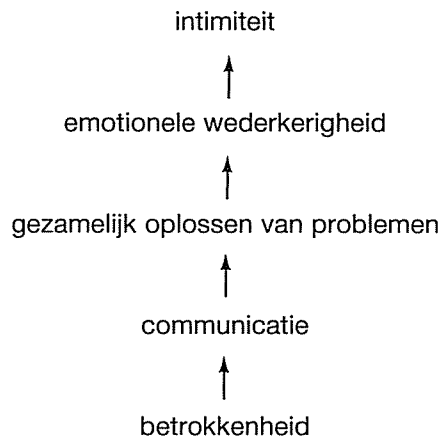 intimiteit
emotionele wederkerigheid
gezamelijk oplossen van problemen
communicatie
betrokkenheid